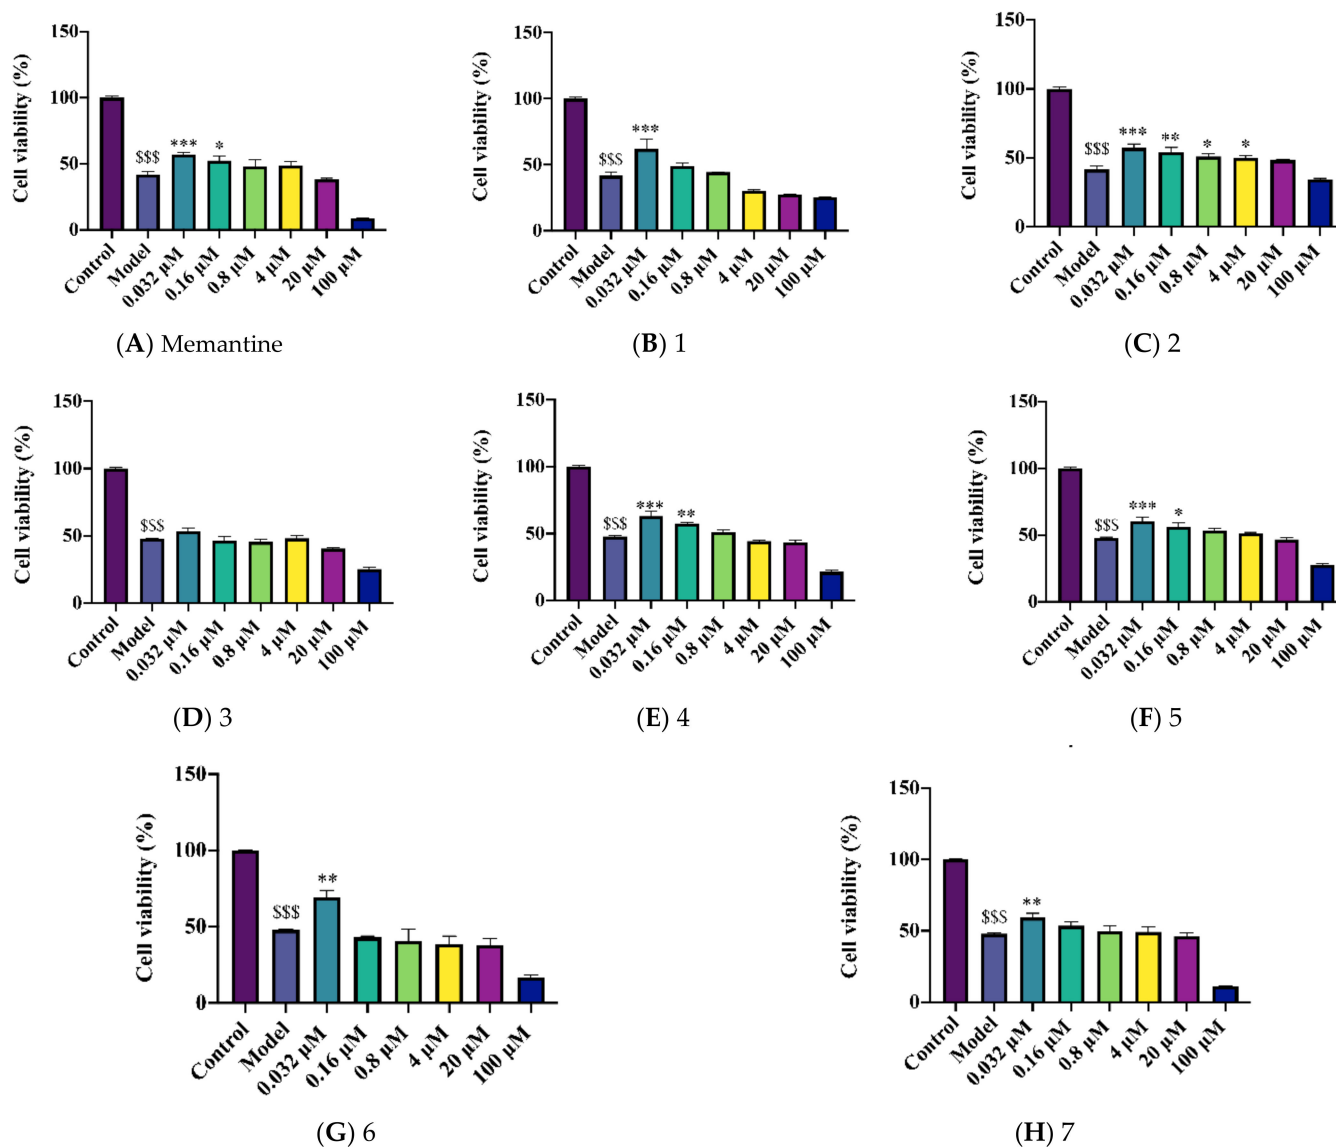 150
100
50
0
Cell viability (%)
$$$
***
*
Control
Model
0.032 µM
0.16 µM
0.8 µM
4 µM
20 µM
100 µM
(A) Memantine
150
100
50
0
Cell viability (%)
$$$
***
Control
Model
0.032 µM
0.16 µM
0.8 µM
4 µM
20 µM
100 µM
(B) 1
150
100
50
0
Cell viability (%)
$$$
***
**
*
*
Control
Model
0.032 µM
0.16 µM
0.8 µM
4 µM
20 µM
100 µM
(C) 2
150
100
50
0
Cell viability (%)
$$$
Control
Model
0.032 µM
0.16 µM
0.8 µM
4 µM
20 µM
100 µM
(D) 3
150
100
50
0
Cell viability (%)
$$$
***
**
Control
Model
0.032 µM
0.16 µM
0.8 µM
4 µM
20 µM
100 µM
(E) 4
150
100
50
0
Cell viability (%)
$$$
***
*
Control
Model
0.032 µM
0.16 µM
0.8 µM
4 µM
20 µM
100 µM
(F) 5
150
100
50
0
Cell viability (%)
$$$
**
Control
Model
0.032 µM
0.16 µM
0.8 µM
4 µM
20 µM
100 µM
(G) 6
150
100
50
0
Cell viability (%)
$$$
**
Control
Model
0.032 µM
0.16 µM
0.8 µM
4 µM
20 µM
100 µM
(H) 7